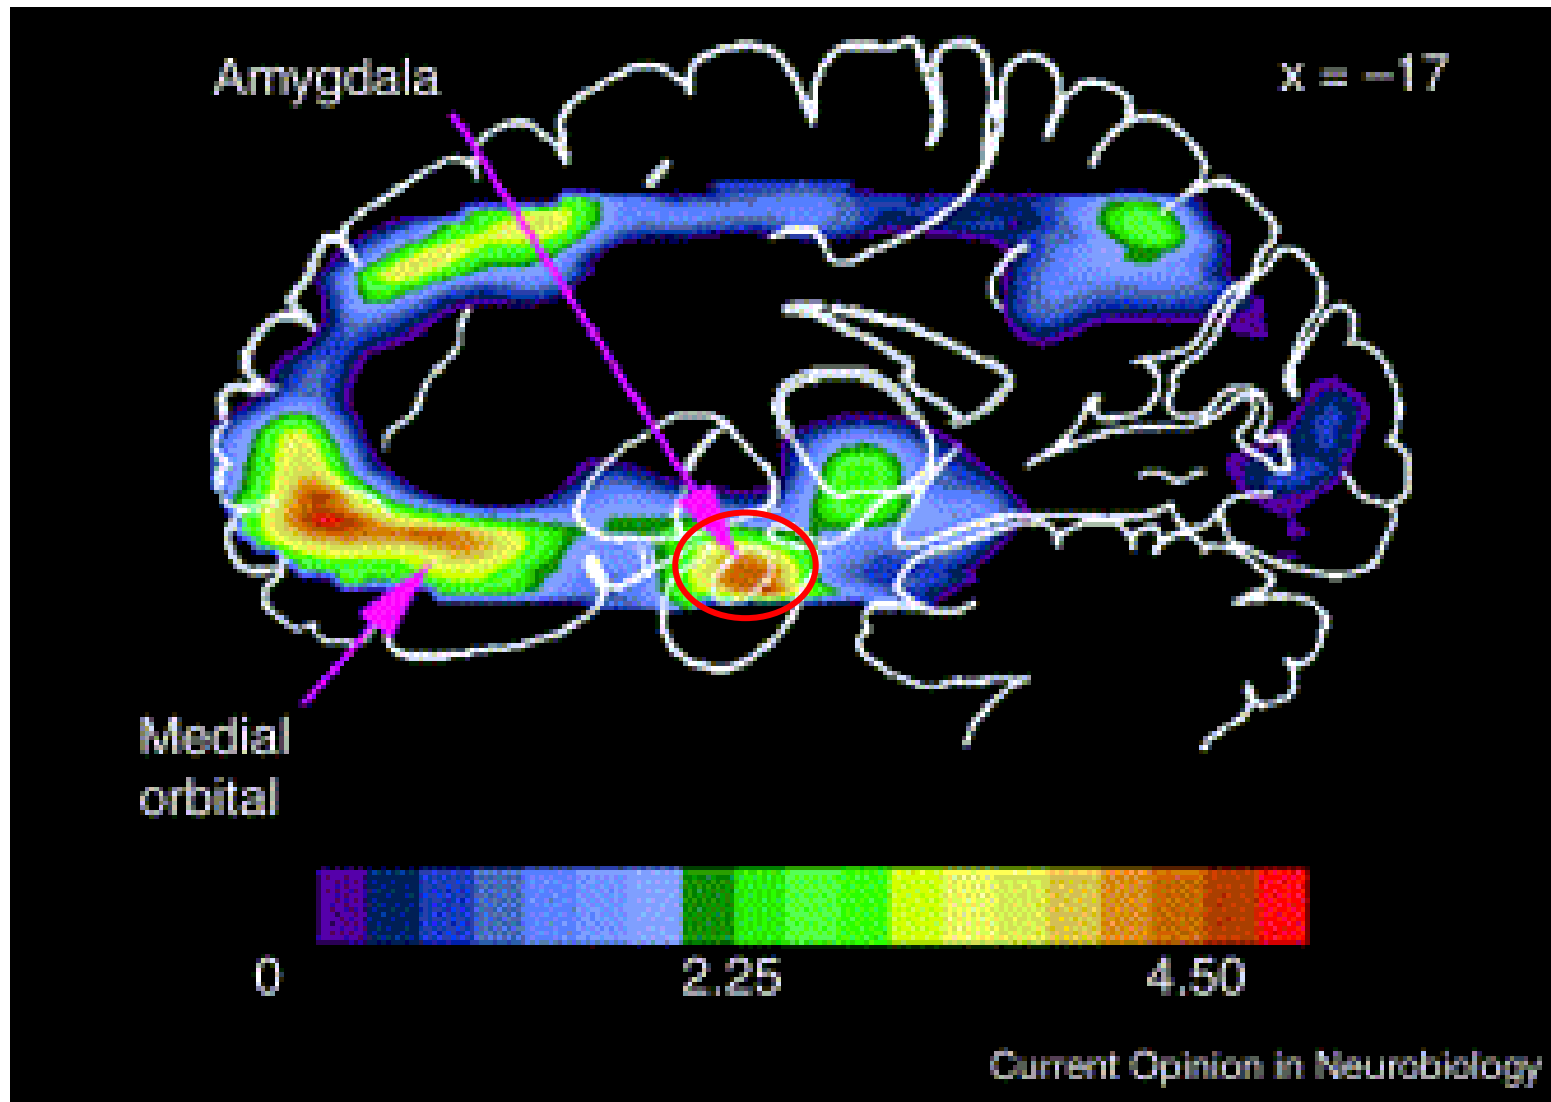 Amygdala
x = –17
Medial
orbital
0 2.25 4.50
Current Opinion in Neurobiology